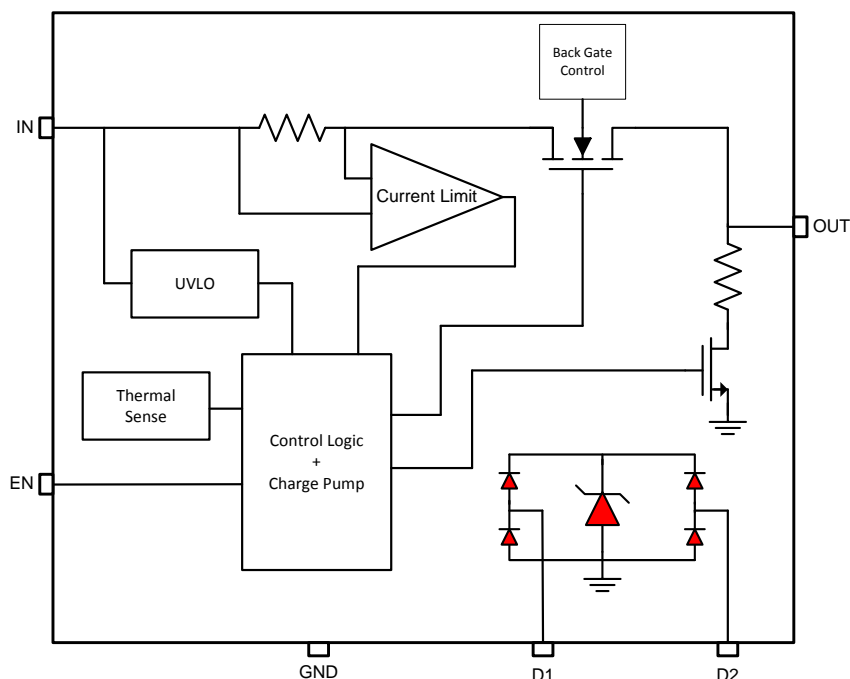 Back Gate
Control
IN
Current Limit
OUT
UVLO
Thermal
Sense
Control Logic
+
Charge Pump
EN
GND
D1
D2